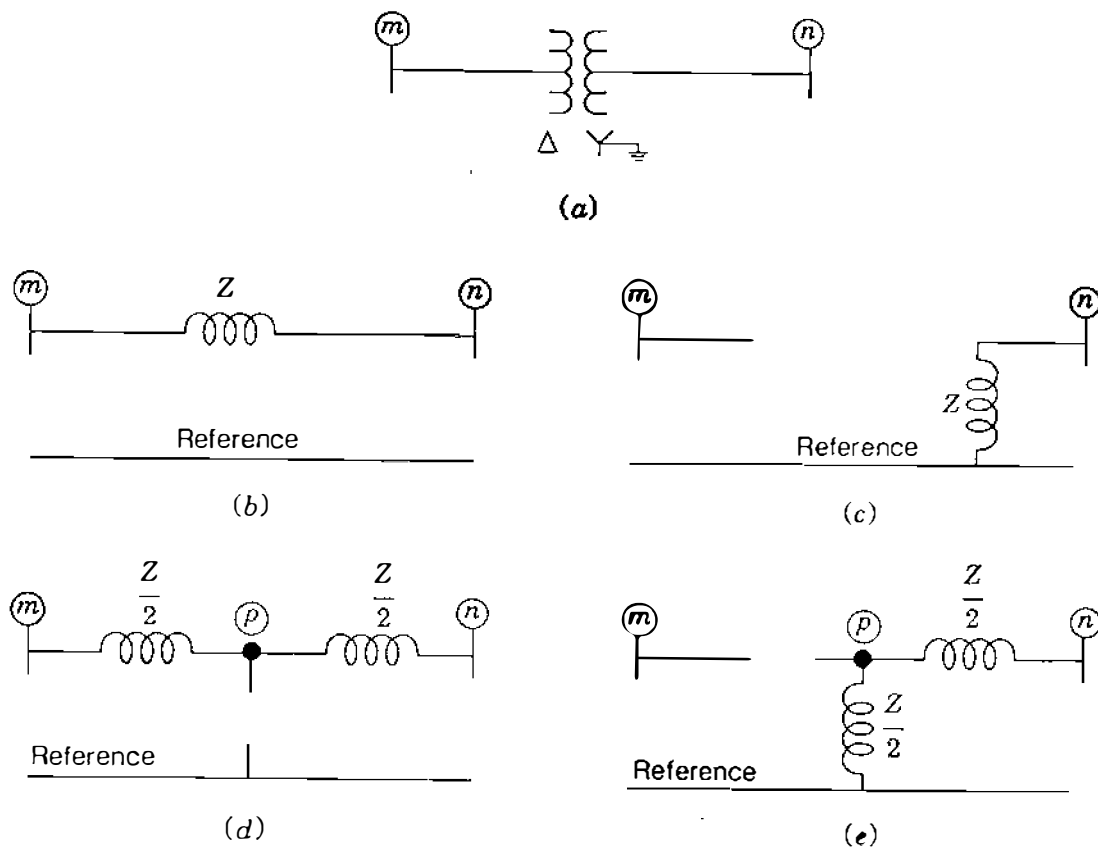 m n
Δ
(a)
m Z n
Reference
(b)
m n
Z
Reference
(c)
m Z/2 p Z/2 n
Reference
(d)
m p Z/2 n
Z/2
Reference
(e)